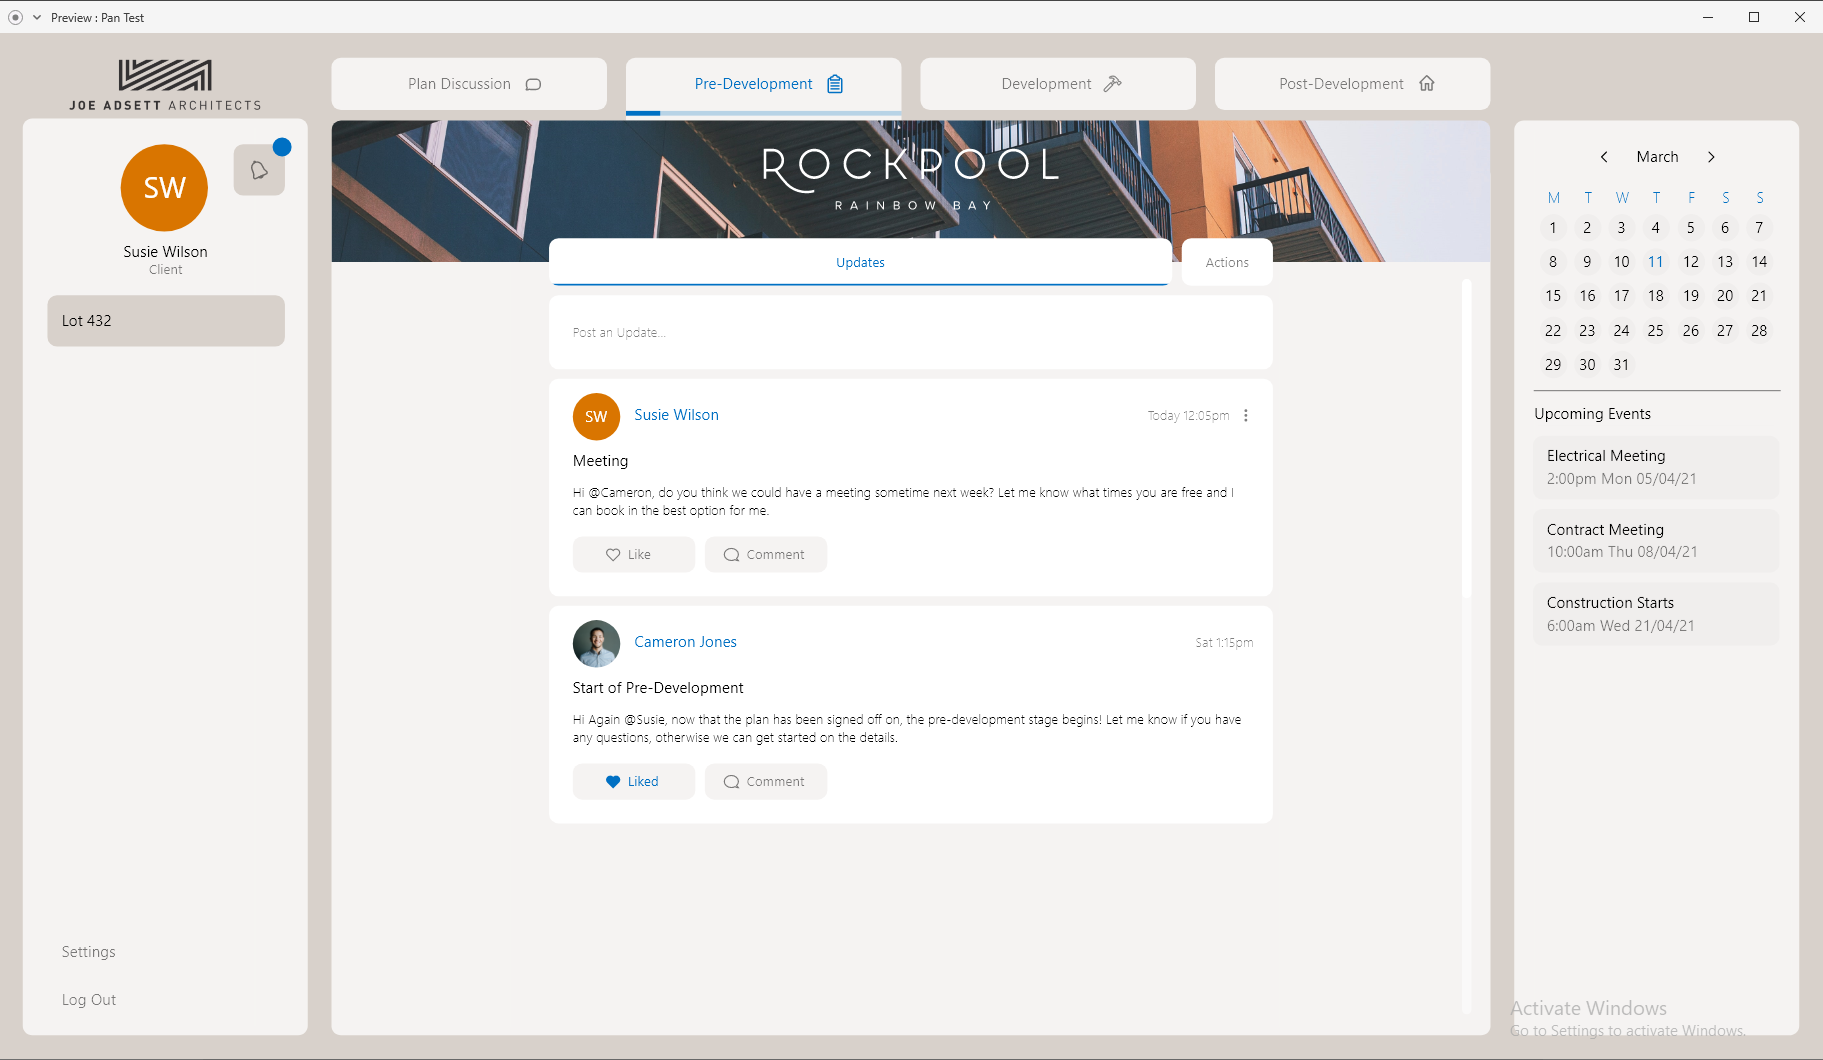 Preview : Pan Test
JOE ADSETT ARCHITECTS
Plan Discussion
Pre-Development
Development
Post-Development
SW
Susie Wilson
Client
Lot 432
Settings
Log Out
ROCKPOOL
RAINBOW BAY
Updates
Actions
Post an Update...
SW
Susie Wilson
Today 12:05pm
Meeting
Hi @Cameron, do you think we could have a meeting sometime next week? Let me know what times you are free and I
can book in the best option for me.
Like
Comment
Cameron Jones
Sat 1:15pm
Start of Pre-Development
Hi Again @Susie, now that the plan has been signed off on, the pre-development stage begins! Let me know if you have
any questions, otherwise we can get started on the details.
Liked
Comment
March
M T W T F S S
1 2 3 4 5 6 7
8 9 10 11 12 13 14
15 16 17 18 19 20 21
22 23 24 25 26 27 28
29 30 31
Upcoming Events
Electrical Meeting
2:00pm Mon 05/04/21
Contract Meeting
10:00am Thu 08/04/21
Construction Starts
6:00am Wed 21/04/21
Activate Windows
Go to Settings to activate Windows.